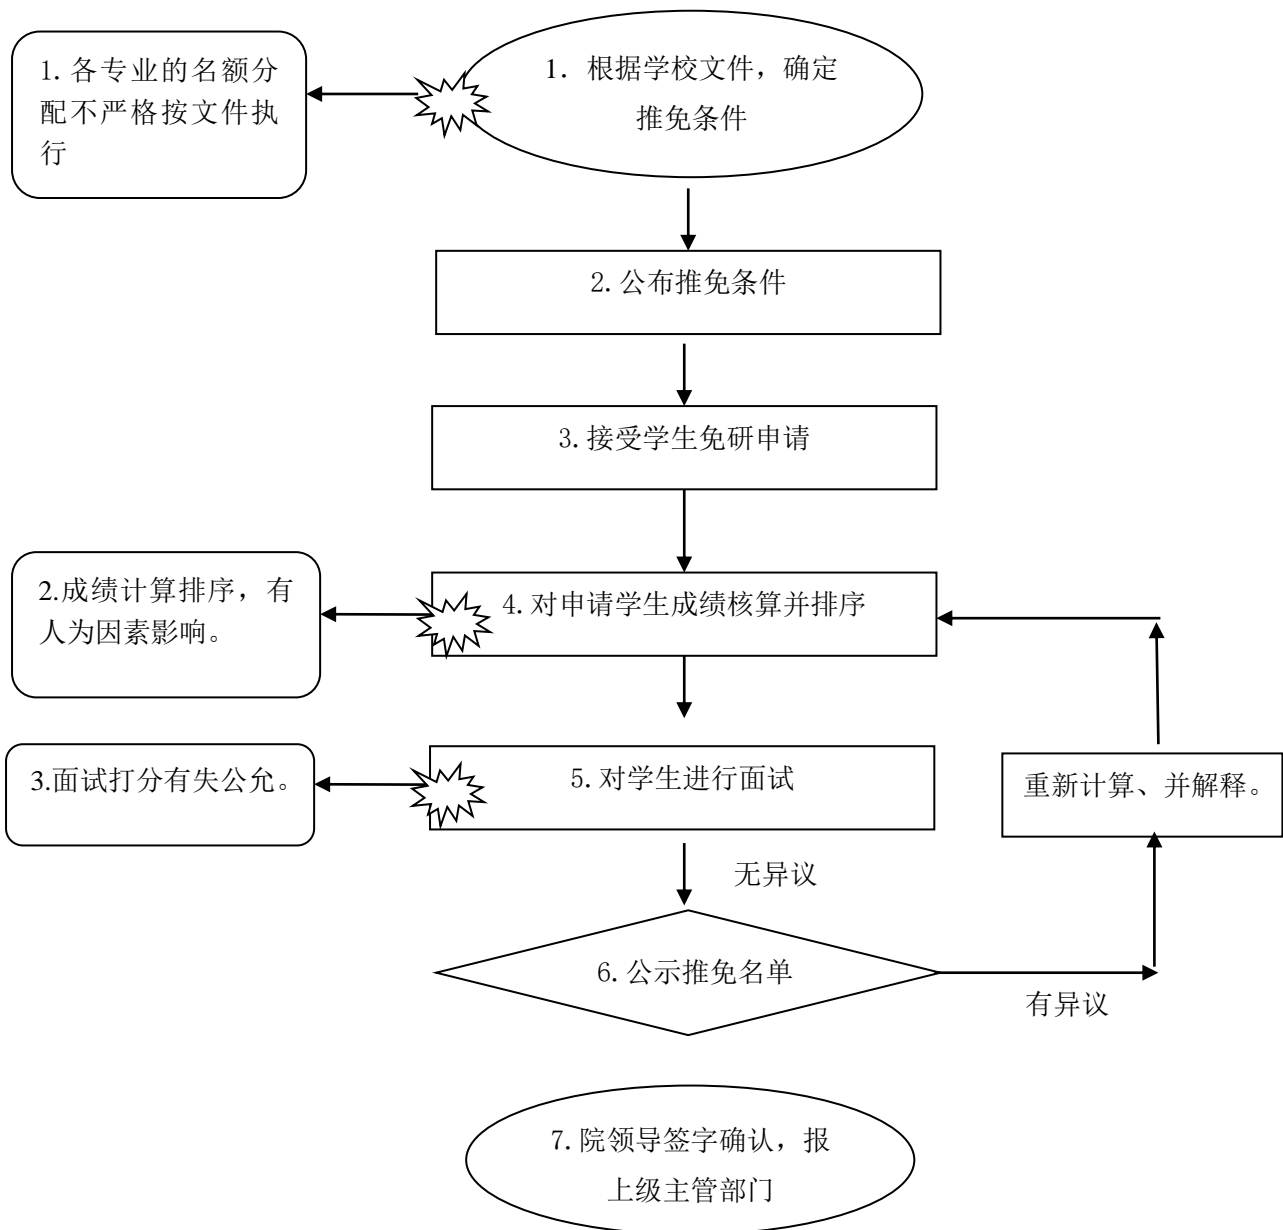 1. 各专业的名额分
配不严格按文件执
行
1. 根据学校文件，确定
推免条件
2. 公布推免条件
3. 接受学生免研申请
2.成绩计算排序，有
人为因素影响。
4. 对申请学生成绩核算并排序
3.面试打分有失公允。
5. 对学生进行面试
重新计算、并解释。
无异议
6. 公示推免名单
有异议
7. 院领导签字确认，报
上级主管部门